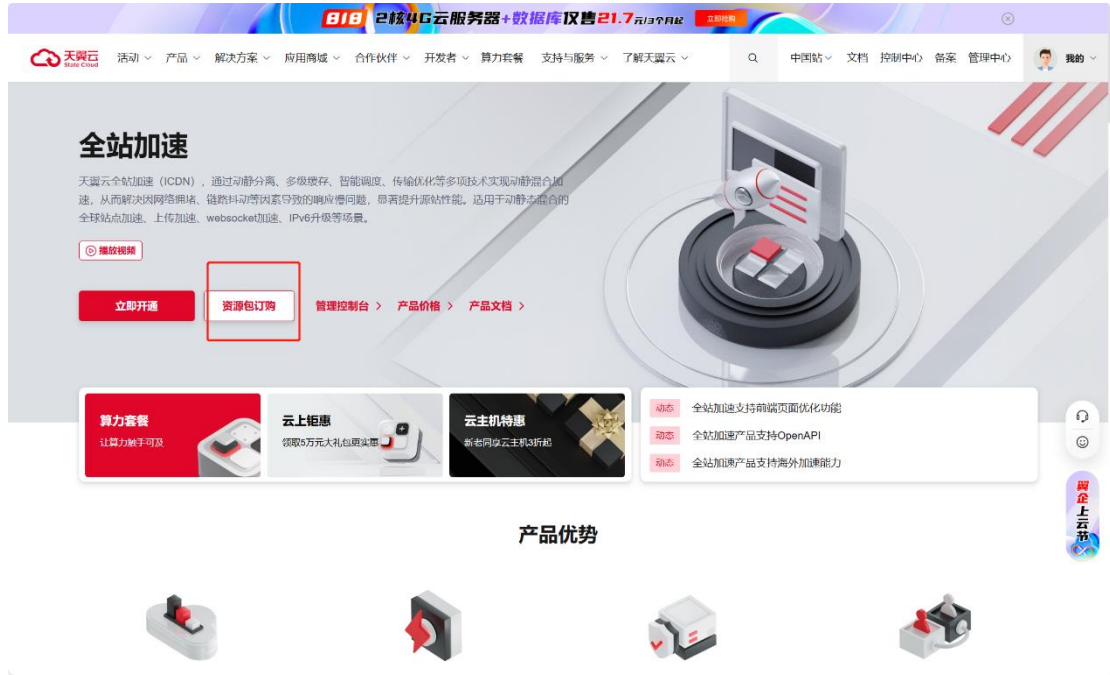 818 2核4G云服务器+数据库仅售21.7元/3个月起 立即抢购
天翼云 State Cloud
活动 产品 解决方案 应用商城 合作伙伴 开发者 算力套餐 支持与服务 了解天翼云 中国站 文档 控制中心 备案 管理中心 我的
全站加速
天翼云全站加速（ICDN），通过动静分离、多级缓存、智能调度、传输优化等多项技术实现动静混合加
速，从而解决因网络拥堵、链路抖动等因素导致的响应慢问题，显著提升源站性能。适用于动静态混合的
全球站点加速、上传加速、websocket加速、IPv6升级等场景。
播放视频
立即开通 资源包订购 管理控制台 > 产品价格 > 产品文档 >
算力套餐
让算力触手可及
云上钜惠
领取5万元大礼包更实惠
云主机特惠
新老同享云主机3折起
动态 全站加速支持前端页面优化功能
动态 全站加速产品支持OpenAPI
动态 全站加速产品支持海外加速能力
翼企上云节
产品优势